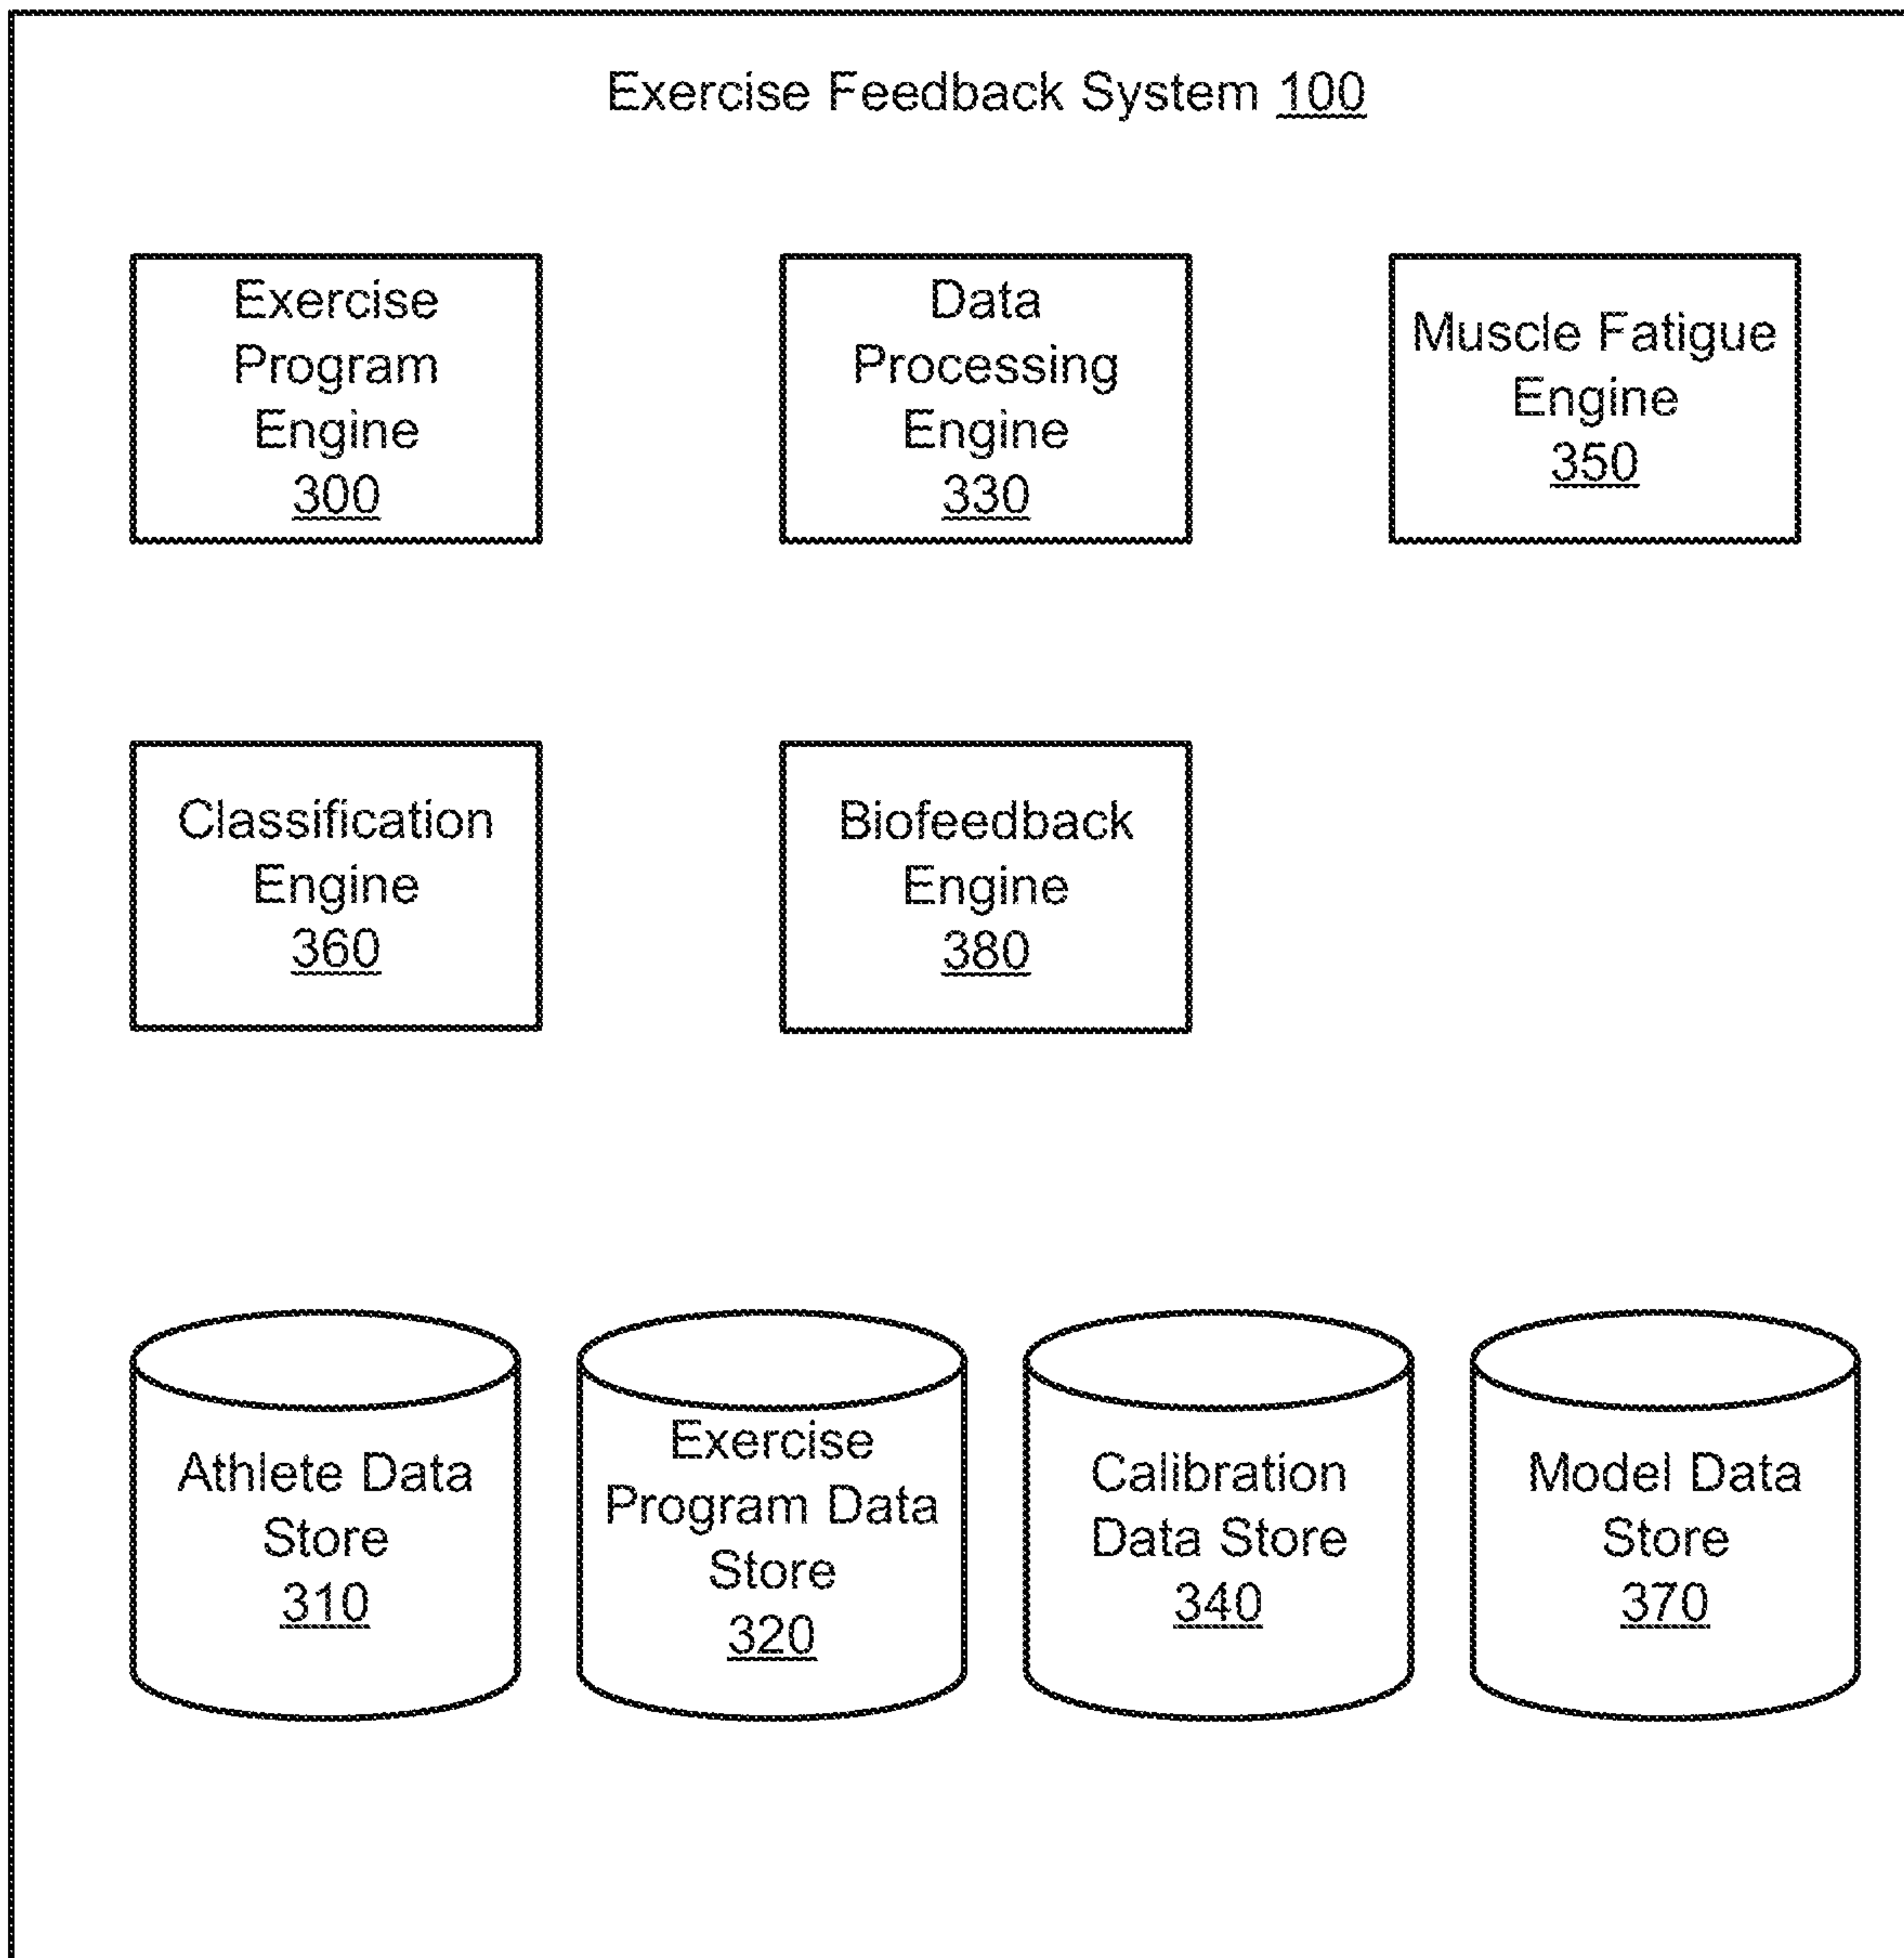 Exercise Feedback System 100
Exercise
Program
Engine
300
Data
Processing
Engine
330
Muscle Fatigue
Engine
350
Classification
Engine
360
Biofeedback
Engine
380
Athlete Data
Store
310
Exercise
Program Data
Store
320
Calibration
Data Store
340
Model Data
Store
370